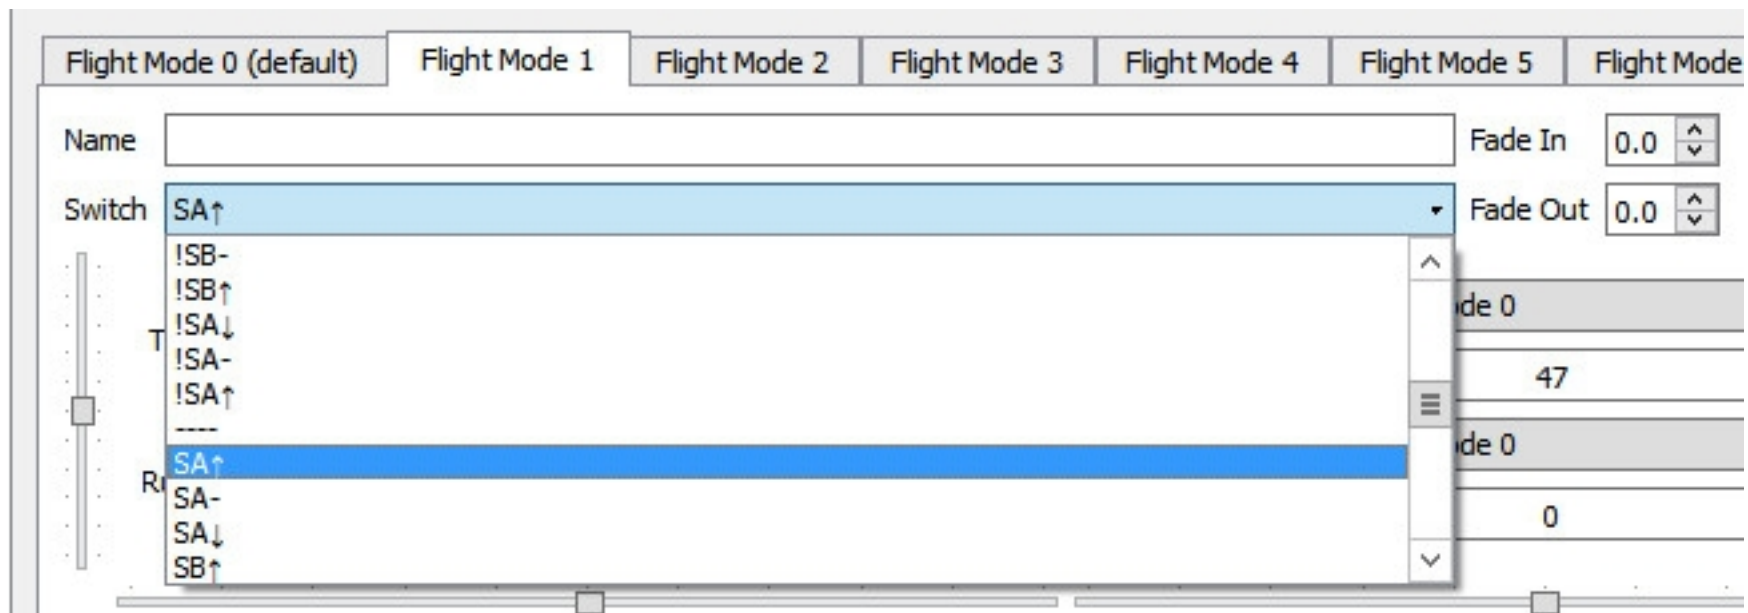 Flight Mode 0 (default) Flight Mode 1 Flight Mode 2 Flight Mode 3 Flight Mode 4 Flight Mode 5 Flight Mode
Name Fade In 0.0
Switch SA↑ Fade Out 0.0
!SB-
!SB↑
de 0
!SA↓
T
!SA-
47
!SA↑
----
de 0
SA↑
SA-
0
SA↓
SB↑